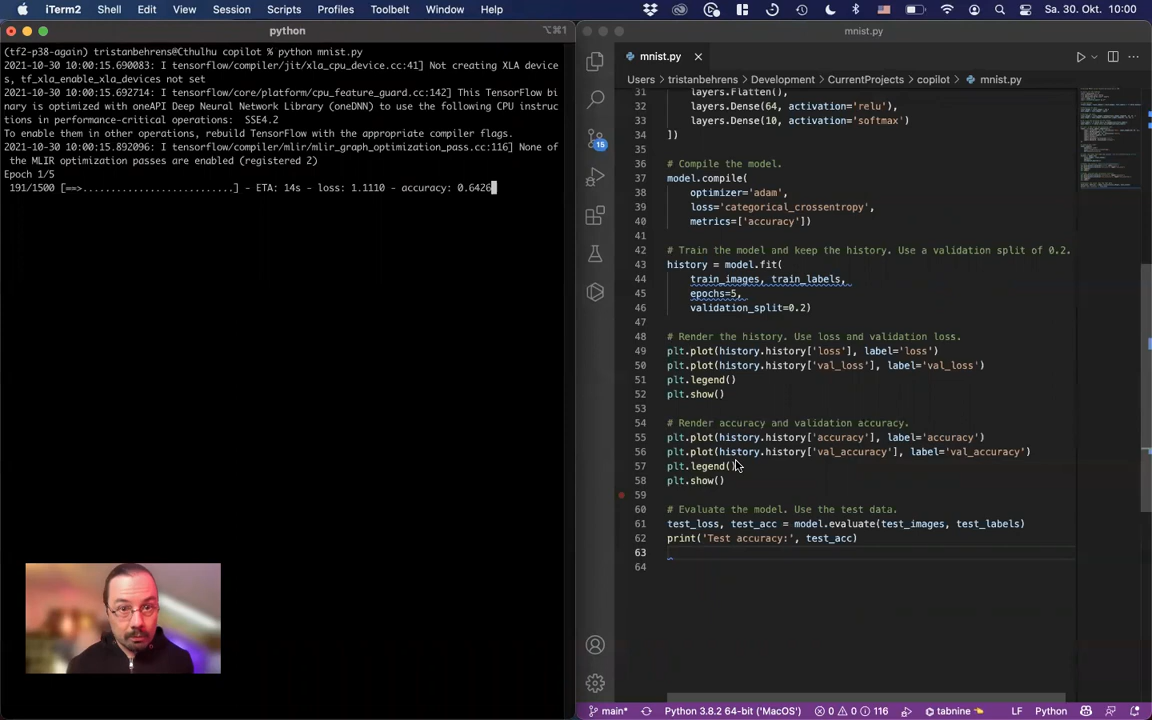 iTerm2 Shell Edit View Session Scripts Profiles Toolbelt Window Help Sa. 30. Okt. 10:00
python ⌥⌘1
(tf2-p38-again) tristanbehrens@Cthulhu copilot % python mnist.py
2021-10-30 10:00:15.690083: I tensorflow/compiler/jit/xla_cpu_device.cc:41] Not creating XLA device
s, tf_xla_enable_xla_devices not set
2021-10-30 10:00:15.692714: I tensorflow/core/platform/cpu_feature_guard.cc:142] This TensorFlow bi
nary is optimized with oneAPI Deep Neural Network Library (oneDNN) to use the following CPU instruc
tions in performance-critical operations:  SSE4.2
To enable them in other operations, rebuild TensorFlow with the appropriate compiler flags.
2021-10-30 10:00:15.892096: I tensorflow/compiler/mlir/mlir_graph_optimization_pass.cc:116] None of
 the MLIR optimization passes are enabled (registered 2)
Epoch 1/5
 191/1500 [==>...........................] - ETA: 14s - loss: 1.1110 - accuracy: 0.6426
mnist.py
mnist.py
Users > tristanbehrens > Development > CurrentProjects > copilot > mnist.py
31     layers.Flatten(),
32     layers.Dense(64, activation='relu'),
33     layers.Dense(10, activation='softmax')
34 ])
35
36 # Compile the model.
37 model.compile(
38     optimizer='adam',
39     loss='categorical_crossentropy',
40     metrics=['accuracy'])
41
42 # Train the model and keep the history. Use a validation split of 0.2.
43 history = model.fit(
44     train_images, train_labels,
45     epochs=5,
46     validation_split=0.2)
47
48 # Render the history. Use loss and validation loss.
49 plt.plot(history.history['loss'], label='loss')
50 plt.plot(history.history['val_loss'], label='val_loss')
51 plt.legend()
52 plt.show()
53
54 # Render accuracy and validation accuracy.
55 plt.plot(history.history['accuracy'], label='accuracy')
56 plt.plot(history.history['val_accuracy'], label='val_accuracy')
57 plt.legend()
58 plt.show()
59
60 # Evaluate the model. Use the test data.
61 test_loss, test_acc = model.evaluate(test_images, test_labels)
62 print('Test accuracy:', test_acc)
63
64
15
main* Python 3.8.2 64-bit ('MacOS') 0 0 116 tabnine LF Python